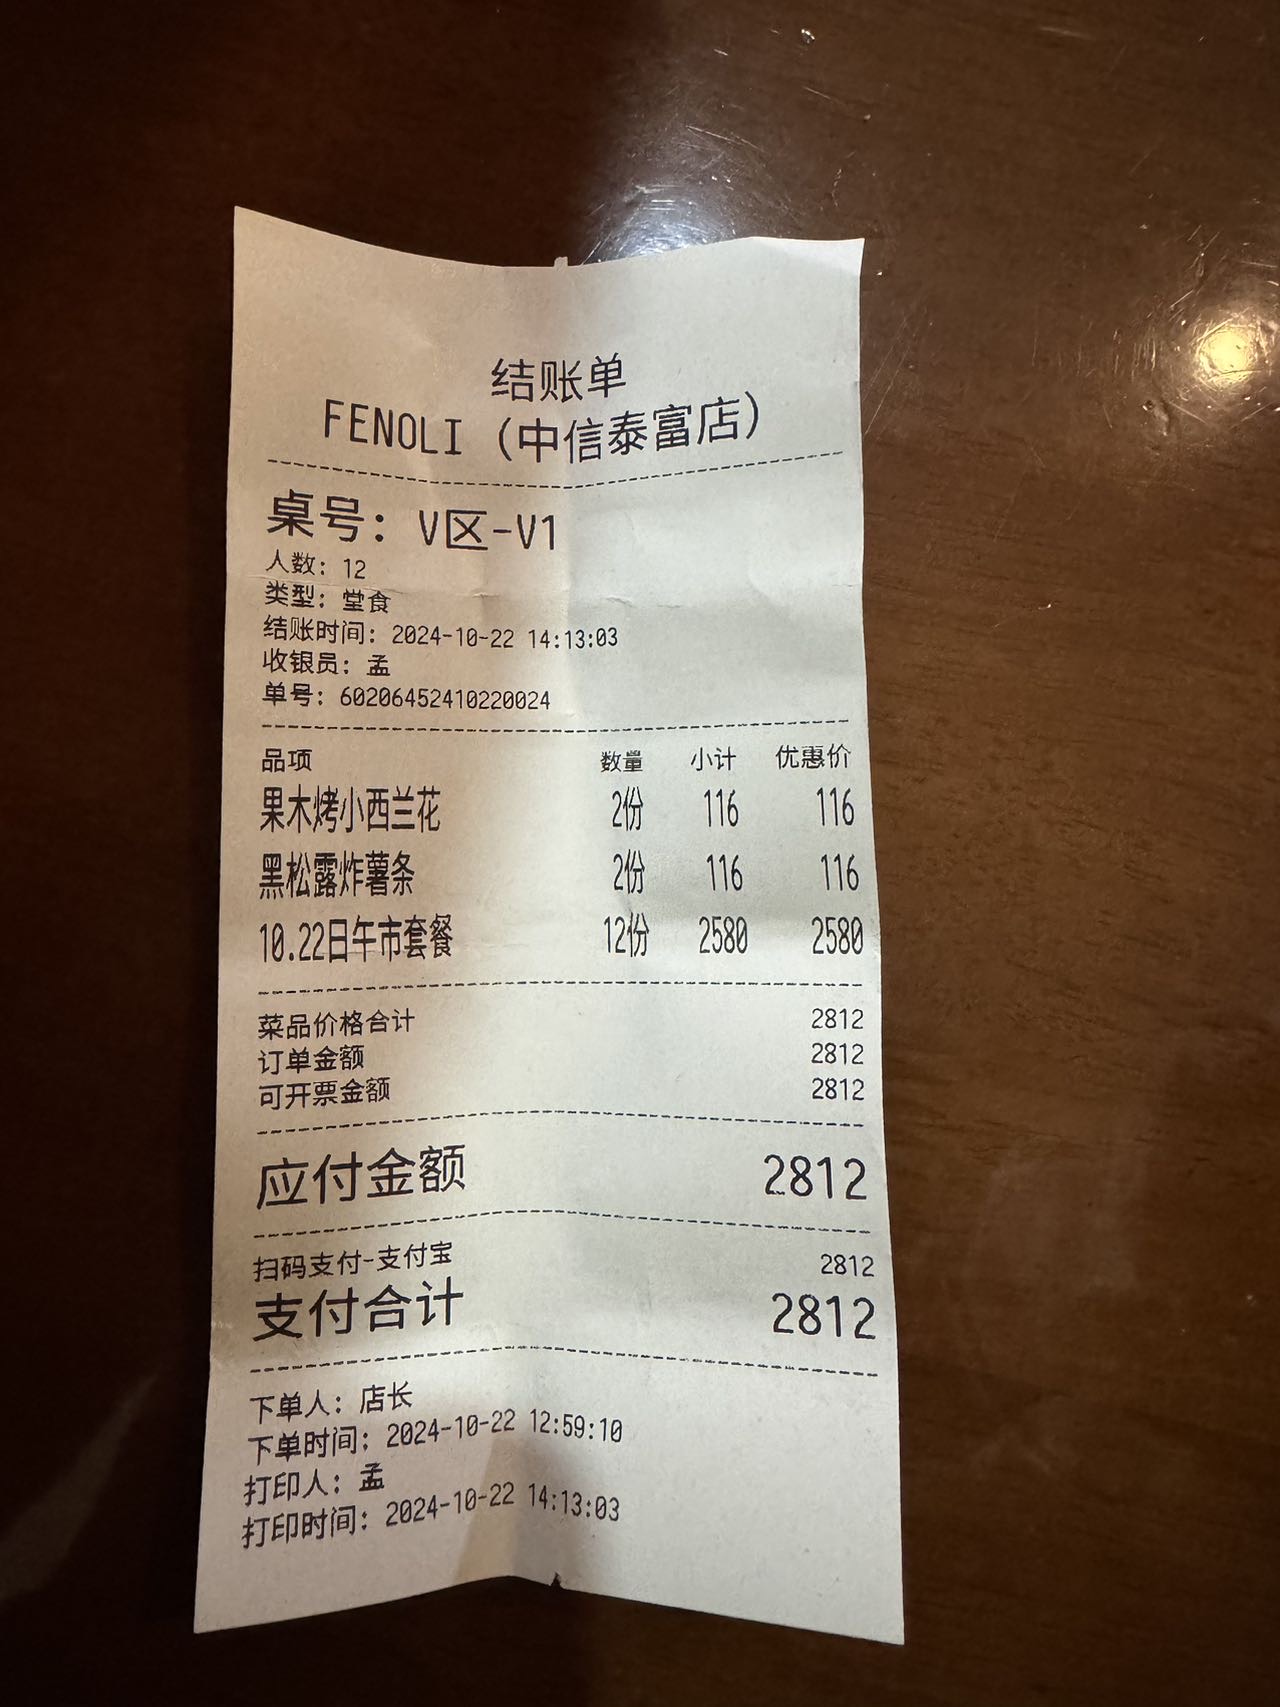 结账单
FENOLI（中信泰富店）
桌号：V区-V1
人数：12
类型：堂食
结账时间：2024-10-22 14:13:03
收银员：孟
单号：60206452410220024
品项 数量 小计 优惠价
果木烤小西兰花 2份 116 116
黑松露炸薯条 2份 116 116
10.22日午市套餐 12份 2580 2580
菜品价格合计 2812
订单金额 2812
可开票金额 2812
应付金额 2812
扫码支付-支付宝 2812
支付合计 2812
下单人：店长
下单时间：2024-10-22 12:59:10
打印人：孟
打印时间：2024-10-22 14:13:03